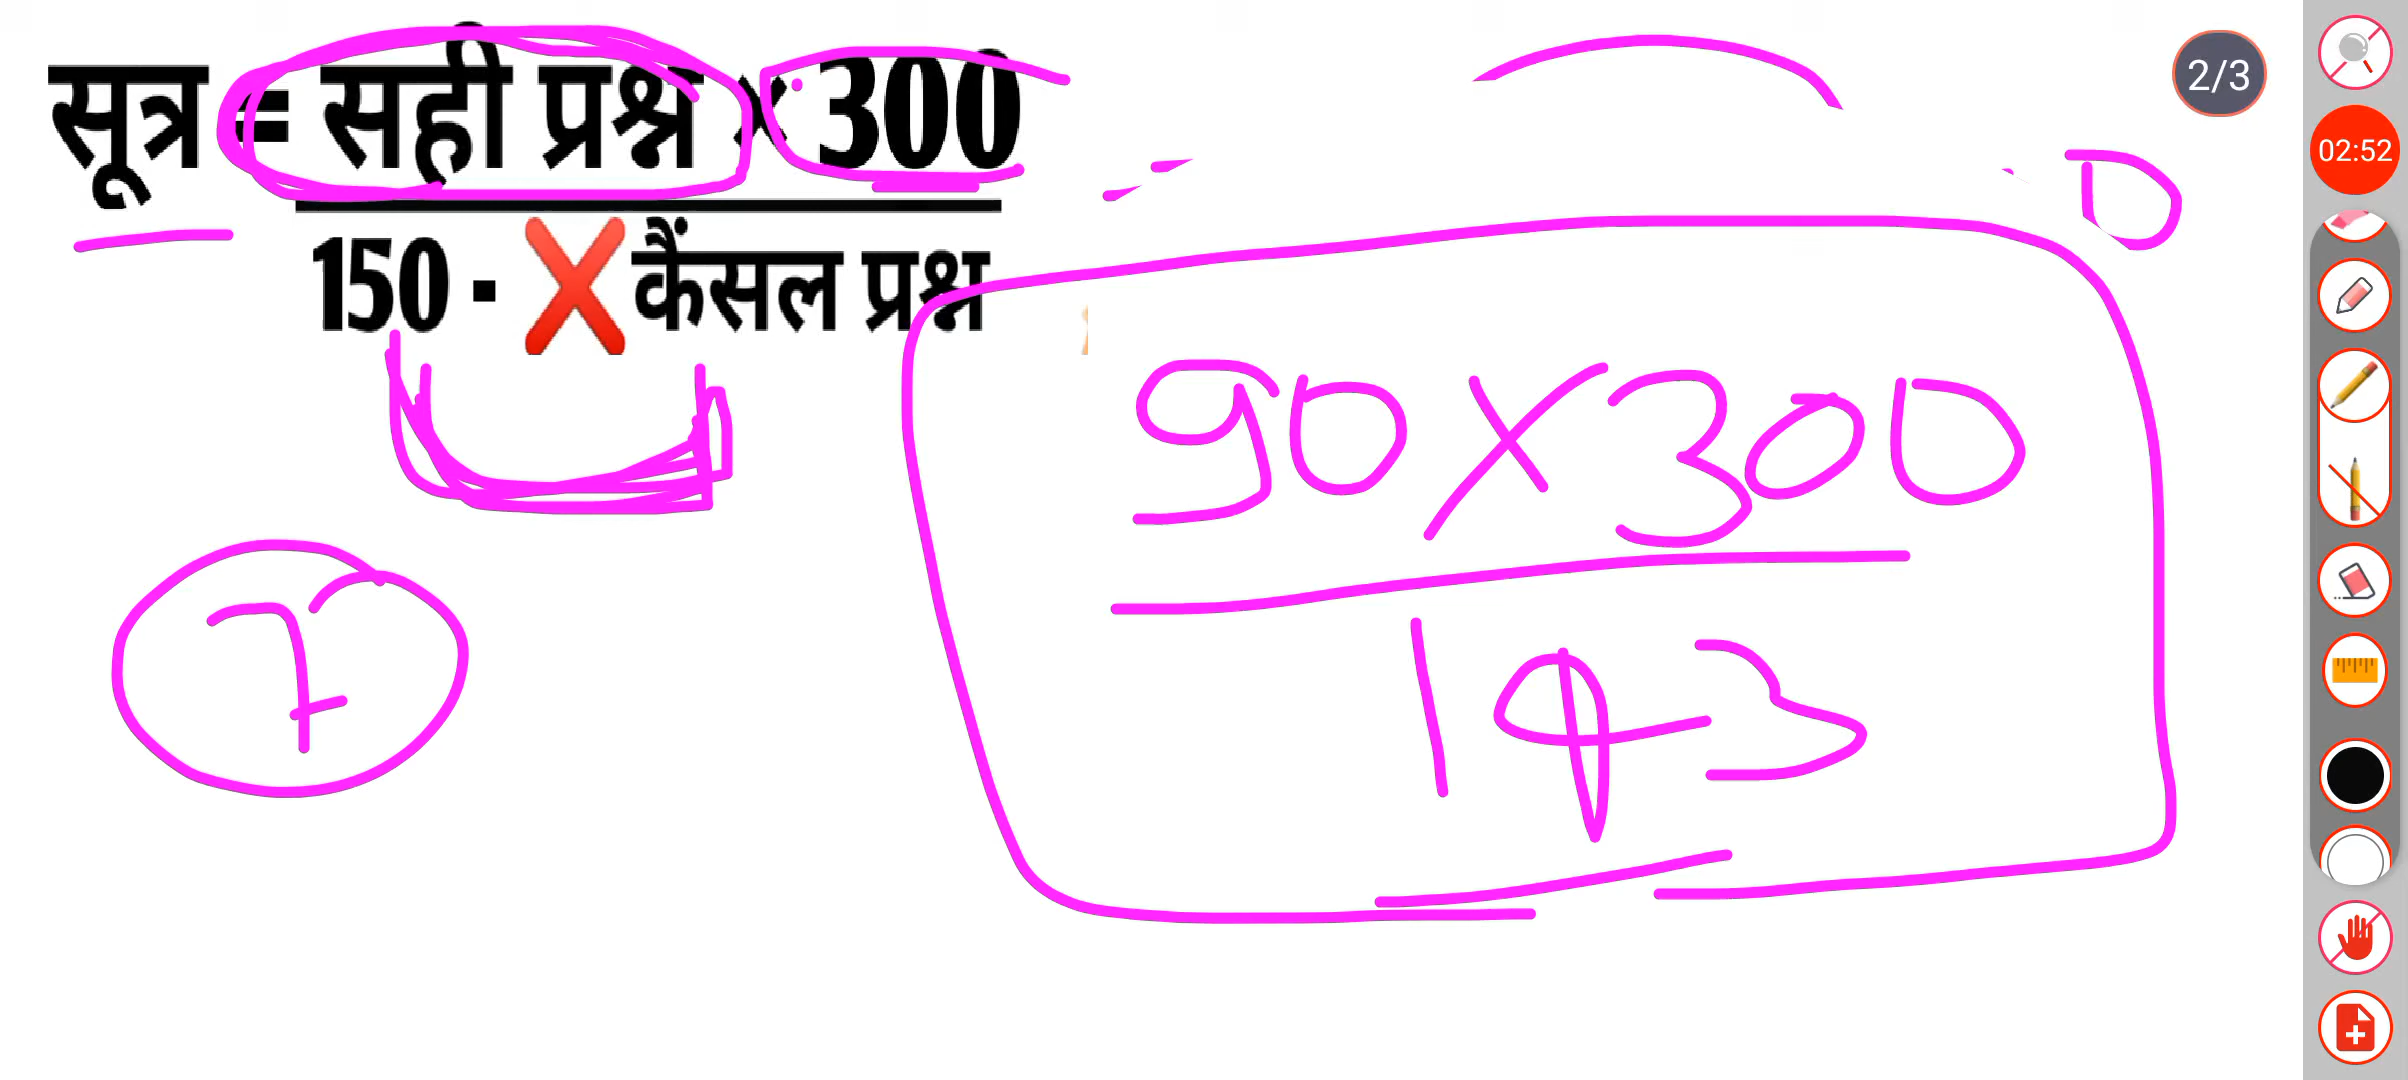 सूत्र = सही प्रश्न × 300
150 - ❌कैंसल प्रश्न
2/3
02:52
90 X 300
143
7